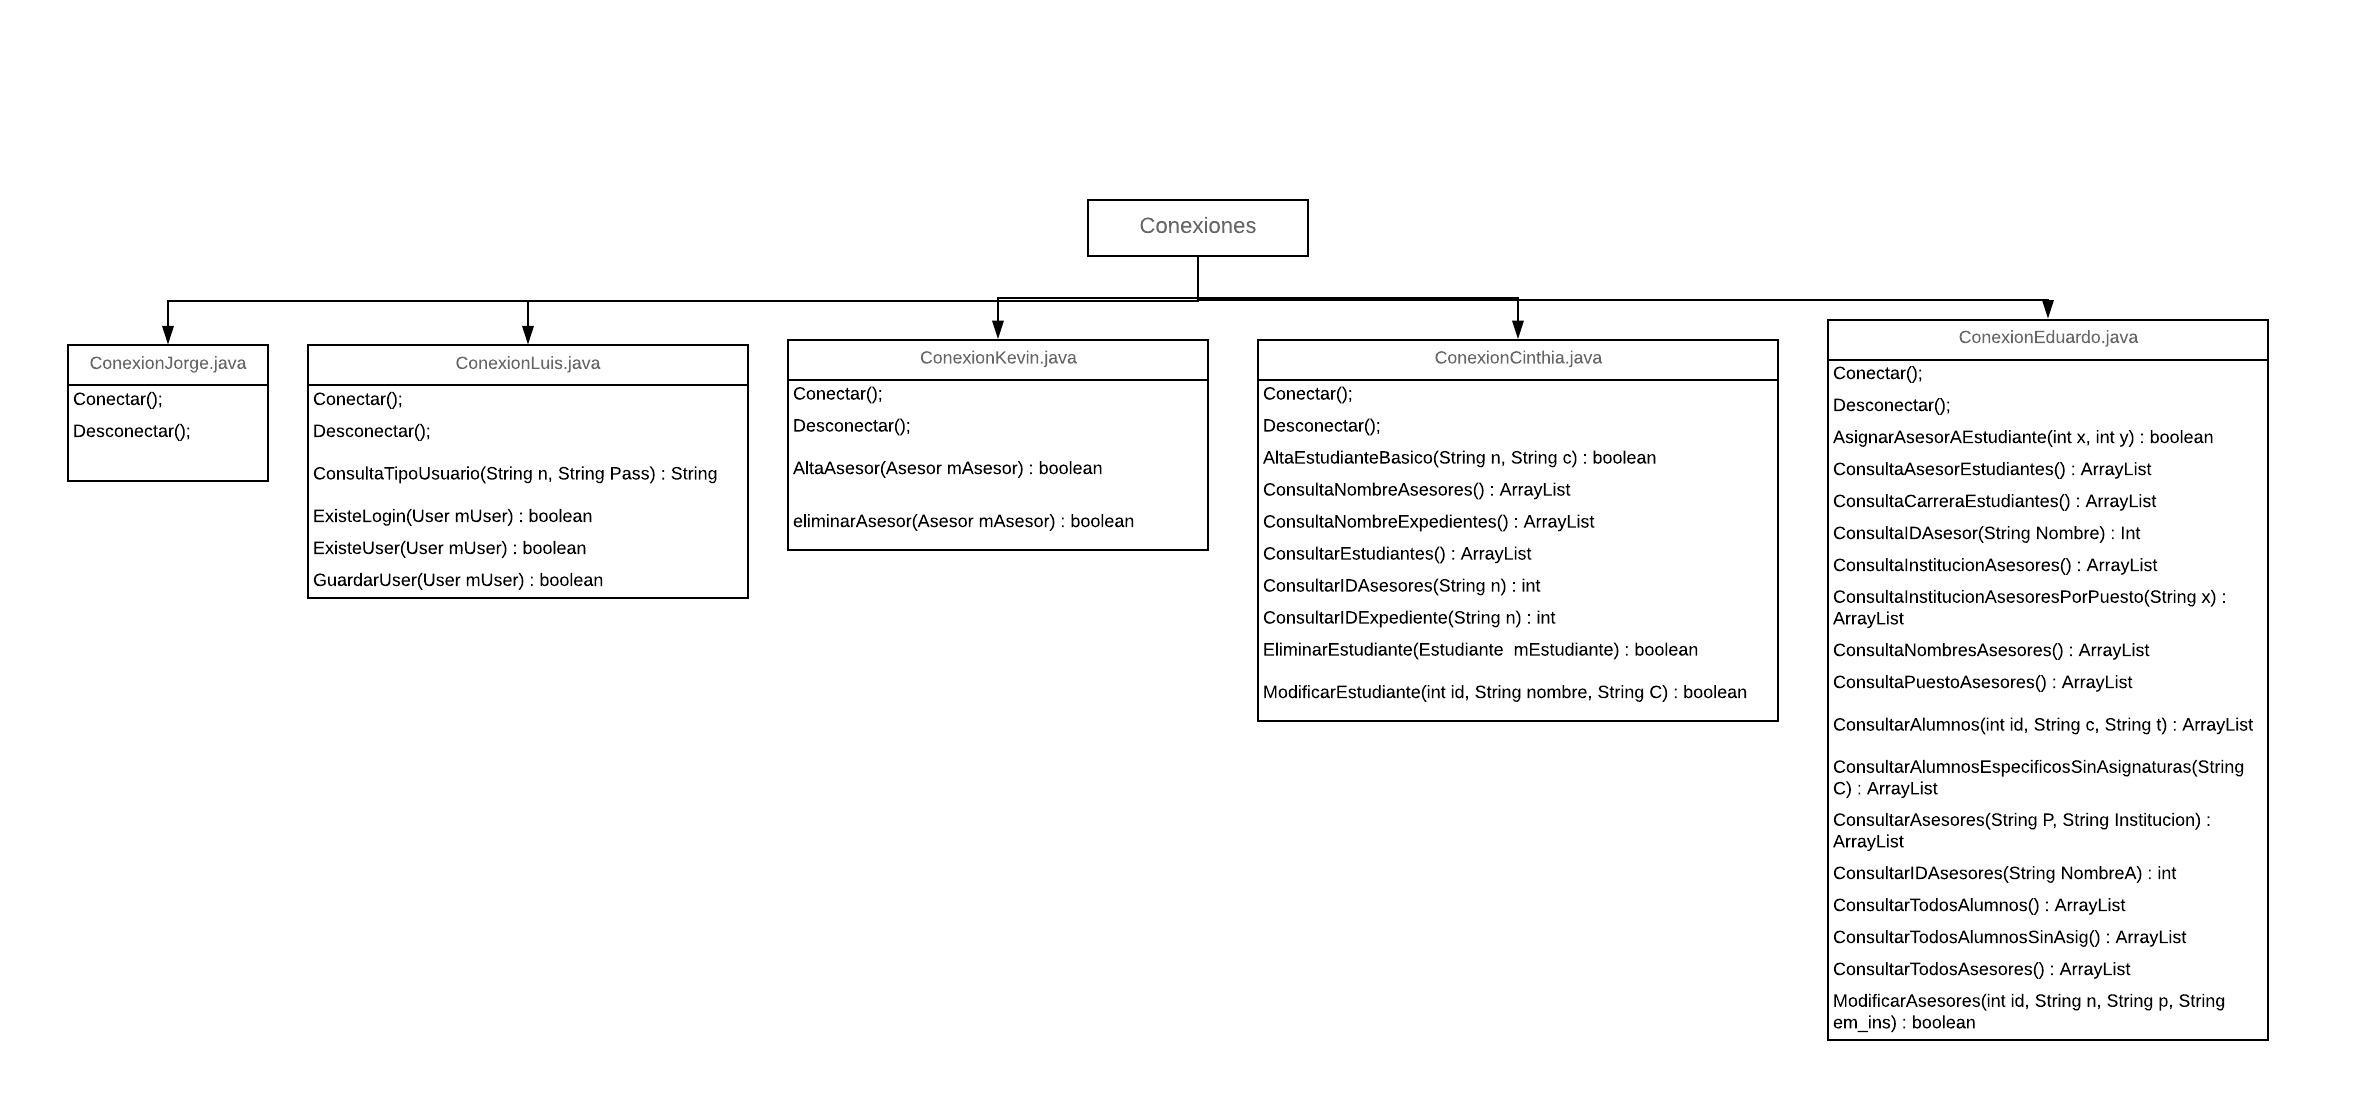 Conexiones
ConexionJorge.java
Conectar();
Desconectar();
ConexionLuis.java
Conectar();
Desconectar();
ConsultaTipoUsuario(String n, String Pass) : String
ExisteLogin(User mUser) : boolean
ExisteUser(User mUser) : boolean
GuardarUser(User mUser) : boolean
ConexionKevin.java
Conectar();
Desconectar();
AltaAsesor(Asesor mAsesor) : boolean
eliminarAsesor(Asesor mAsesor) : boolean
ConexionCinthia.java
Conectar();
Desconectar();
AltaEstudianteBasico(String n, String c) : boolean
ConsultaNombreAsesores() : ArrayList
ConsultaNombreExpedientes() : ArrayList
ConsultarEstudiantes() : ArrayList
ConsultarIDAsesores(String n) : int
ConsultarIDExpediente(String n) : int
EliminarEstudiante(Estudiante  mEstudiante) : boolean
ModificarEstudiante(int id, String nombre, String C) : boolean
ConexionEduardo.java
Conectar();
Desconectar();
AsignarAsesorAEstudiante(int x, int y) : boolean
ConsultaAsesorEstudiantes() : ArrayList
ConsultaCarreraEstudiantes() : ArrayList
ConsultaIDAsesor(String Nombre) : Int
ConsultaInstitucionAsesores() : ArrayList
ConsultaInstitucionAsesoresPorPuesto(String x) :
ArrayList
ConsultaNombresAsesores() : ArrayList
ConsultaPuestoAsesores() : ArrayList
ConsultarAlumnos(int id, String c, String t) : ArrayList
ConsultarAlumnosEspecificosSinAsignaturas(String
C) : ArrayList
ConsultarAsesores(String P, String Institucion) :
ArrayList
ConsultarIDAsesores(String NombreA) : int
ConsultarTodosAlumnos() : ArrayList
ConsultarTodosAlumnosSinAsig() : ArrayList
ConsultarTodosAsesores() : ArrayList
ModificarAsesores(int id, String n, String p, String
em_ins) : boolean